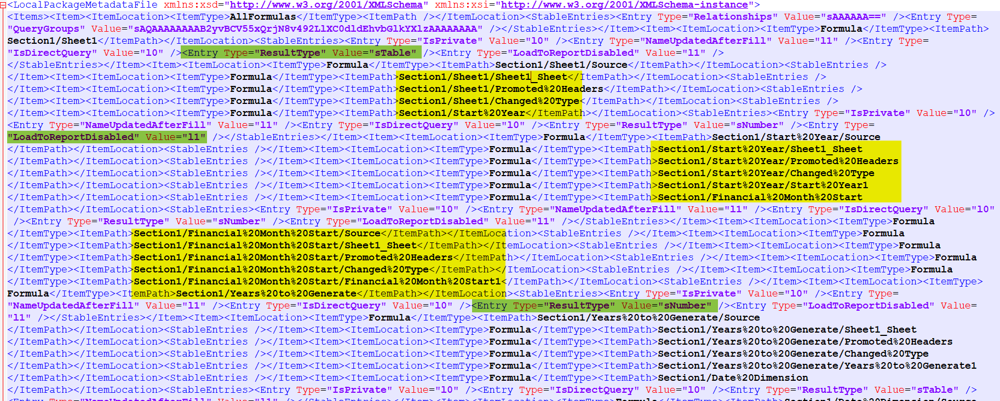 <LocalPackageMetadataFile xmlns:xsd="http://www.w3.org/2001/XMLSchema" xmlns:xsi="http://www.w3.org/2001/XMLSchema-instance">
<Items><Item><ItemLocation><ItemType>AllFormulas</ItemType><ItemPath /></ItemLocation><StableEntries><Entry Type="Relationships" Value="sAAAAAA==" /><Entry Type=
"QueryGroups" Value="sAQAAAAAAAAB2yvBCV55xQrjN8v492LlXC0dldEhvbGlkYXlzAAAAAAAA" /></StableEntries></Item><Item><ItemLocation><ItemType>Formula</ItemType><ItemPath>
Section1/Sheet1</ItemPath></ItemLocation><StableEntries><Entry Type="IsPrivate" Value="l0" /><Entry Type="NameUpdatedAfterFill" Value="l1" /><Entry Type=
"IsDirectQuery" Value="l0" /><Entry Type="ResultType" Value="sTable" /><Entry Type="LoadToReportDisabled" Value="l1" />
</StableEntries></Item><Item><ItemLocation><ItemType>Formula</ItemType><ItemPath>Section1/Sheet1/Source</ItemPath></ItemLocation><StableEntries />
</Item><Item><ItemLocation><ItemType>Formula</ItemType><ItemPath>Section1/Sheet1/Sheet1_Sheet</ItemPath></ItemLocation><StableEntries />
</Item><Item><ItemLocation><ItemType>Formula</ItemType><ItemPath>Section1/Sheet1/Promoted%20Headers</ItemPath></ItemLocation><StableEntries />
</Item><Item><ItemLocation><ItemType>Formula</ItemType><ItemPath>Section1/Sheet1/Changed%20Type</ItemPath></ItemLocation><StableEntries />
</Item><Item><ItemLocation><ItemType>Formula</ItemType><ItemPath>Section1/Start%20Year</ItemPath></ItemLocation><StableEntries><Entry Type="IsPrivate" Value="l0" />
<Entry Type="NameUpdatedAfterFill" Value="l1" /><Entry Type="IsDirectQuery" Value="l0" /><Entry Type="ResultType" Value="sNumber" /><Entry Type=
"LoadToReportDisabled" Value="l1" /></StableEntries></Item><Item><ItemLocation><ItemType>Formula</ItemType><ItemPath>Section1/Start%20Year/Source
</ItemPath></ItemLocation><StableEntries /></Item><Item><ItemLocation><ItemType>Formula</ItemType><ItemPath>Section1/Start%20Year/Sheet1_Sheet
</ItemPath></ItemLocation><StableEntries /></Item><Item><ItemLocation><ItemType>Formula</ItemType><ItemPath>Section1/Start%20Year/Promoted%20Headers
</ItemPath></ItemLocation><StableEntries /></Item><Item><ItemLocation><ItemType>Formula</ItemType><ItemPath>Section1/Start%20Year/Changed%20Type
</ItemPath></ItemLocation><StableEntries /></Item><Item><ItemLocation><ItemType>Formula</ItemType><ItemPath>Section1/Start%20Year/Start%20Year1
</ItemPath></ItemLocation><StableEntries /></Item><Item><ItemLocation><ItemType>Formula</ItemType><ItemPath>Section1/Financial%20Month%20Start
</ItemPath></ItemLocation><StableEntries><Entry Type="IsPrivate" Value="l0" /><Entry Type="NameUpdatedAfterFill" Value="l1" /><Entry Type="IsDirectQuery" Value="l0"
/><Entry Type="ResultType" Value="sNumber" /><Entry Type="LoadToReportDisabled" Value="l1" /></StableEntries></Item><Item><ItemLocation><ItemType>Formula
</ItemType><ItemPath>Section1/Financial%20Month%20Start/Source</ItemPath></ItemLocation><StableEntries /></Item><Item><ItemLocation><ItemType>Formula
</ItemType><ItemPath>Section1/Financial%20Month%20Start/Sheet1_Sheet</ItemPath></ItemLocation><StableEntries /></Item><Item><ItemLocation><ItemType>Formula
</ItemType><ItemPath>Section1/Financial%20Month%20Start/Promoted%20Headers</ItemPath></ItemLocation><StableEntries /></Item><Item><ItemLocation><ItemType>Formula
</ItemType><ItemPath>Section1/Financial%20Month%20Start/Changed%20Type</ItemPath></ItemLocation><StableEntries /></Item><Item><ItemLocation><ItemType>Formula
</ItemType><ItemPath>Section1/Financial%20Month%20Start/Financial%20Month%20Start1</ItemPath></ItemLocation><StableEntries /></Item><Item><ItemLocation><ItemType>
Formula</ItemType><ItemPath>Section1/Years%20to%20Generate</ItemPath></ItemLocation><StableEntries><Entry Type="IsPrivate" Value="l0" /><Entry Type=
"NameUpdatedAfterFill" Value="l1" /><Entry Type="IsDirectQuery" Value="l0" /><Entry Type="ResultType" Value="sNumber" /><Entry Type="LoadToReportDisabled" Value=
"l1" /></StableEntries></Item><Item><ItemLocation><ItemType>Formula</ItemType><ItemPath>Section1/Years%20to%20Generate/Source
</ItemPath></ItemLocation><StableEntries /></Item><Item><ItemLocation><ItemType>Formula</ItemType><ItemPath>Section1/Years%20to%20Generate/Sheet1_Sheet
</ItemPath></ItemLocation><StableEntries /></Item><Item><ItemLocation><ItemType>Formula</ItemType><ItemPath>Section1/Years%20to%20Generate/Promoted%20Headers
</ItemPath></ItemLocation><StableEntries /></Item><Item><ItemLocation><ItemType>Formula</ItemType><ItemPath>Section1/Years%20to%20Generate/Changed%20Type
</ItemPath></ItemLocation><StableEntries /></Item><Item><ItemLocation><ItemType>Formula</ItemType><ItemPath>Section1/Years%20to%20Generate/Years%20to%20Generate1
</ItemPath></ItemLocation><StableEntries /></Item><Item><ItemLocation><ItemType>Formula</ItemType><ItemPath>Section1/Date%20Dimension
</ItemPath></ItemLocation><StableEntries><Entry Type="IsPrivate" Value="l0" /><Entry Type="IsDirectQuery" Value="l0" /><Entry Type="ResultType" Value="sTable" />